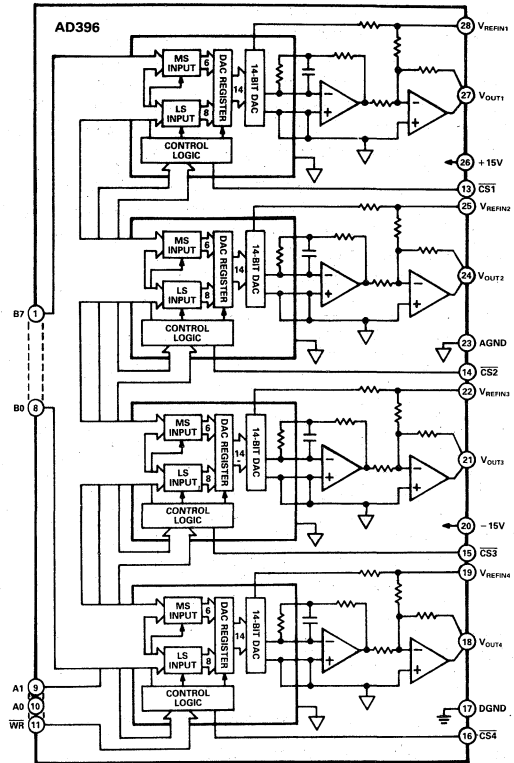 AD396
MS INPUT
6
LS INPUT
8
DAC REGISTER
14
14-BIT DAC
CONTROL LOGIC
28 VREFIN1
27 VOUT1
26 +15V
13 CS1
25 VREFIN2
MS INPUT
6
LS INPUT
8
DAC REGISTER
14
14-BIT DAC
CONTROL LOGIC
24 VOUT2
B7 1
23 AGND
14 CS2
22 VREFIN3
B0 8
MS INPUT
6
LS INPUT
8
DAC REGISTER
14
14-BIT DAC
CONTROL LOGIC
21 VOUT3
20 -15V
15 CS3
19 VREFIN4
MS INPUT
6
LS INPUT
8
DAC REGISTER
14
14-BIT DAC
CONTROL LOGIC
18 VOUT4
A1 9
A0 10
WR 11
17 DGND
16 CS4